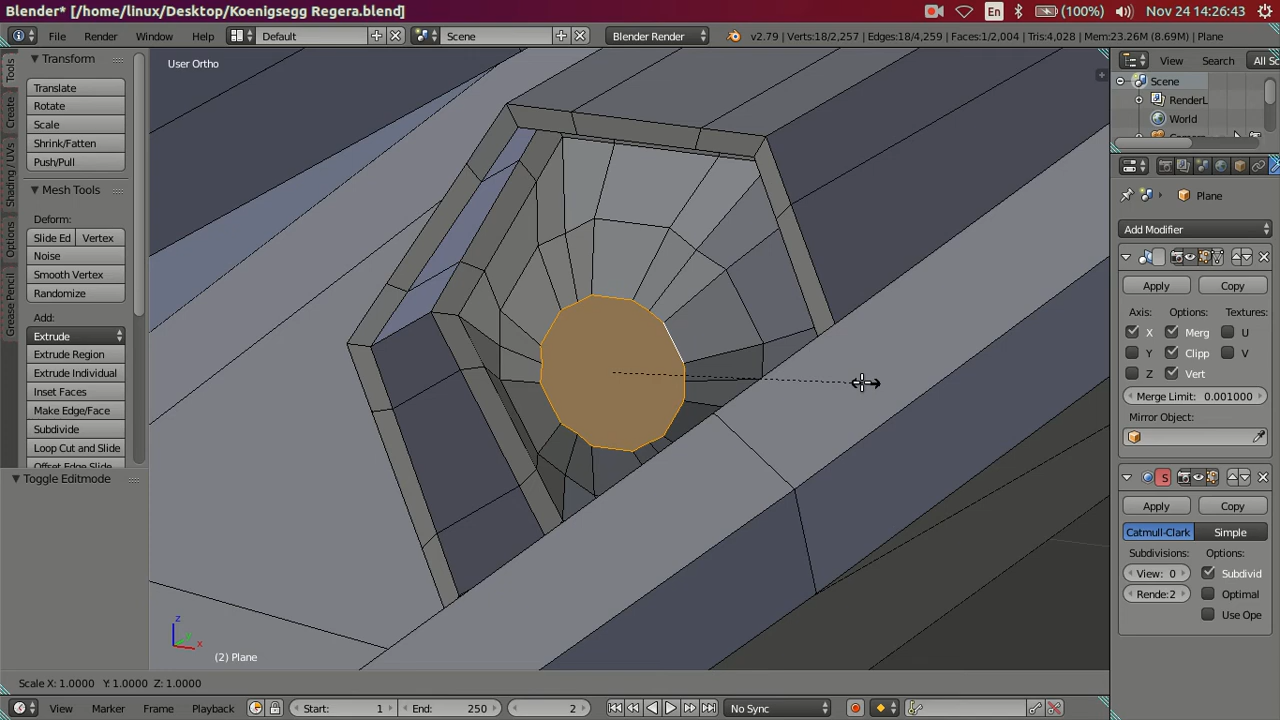 Blender* [/home/linux/Desktop/Koenigsegg Regera.blend]
En
(100%)
Nov 24 14:26:43
File
Render
Window
Help
Default
Scene
Blender Render
v2.79 | Verts:18/2,257 | Edges:18/4,259 | Faces:1/2,004 | Tris:4,028 | Mem:23.26M (8.69M) | Plane
Tools
Create
Shading / UVs
Options
Grease Pencil
Transform
Translate
Rotate
Scale
Shrink/Fatten
Push/Pull
Mesh Tools
Deform:
Slide Ed
Vertex
Noise
Smooth Vertex
Randomize
Add:
Extrude
Extrude Region
Extrude Individual
Inset Faces
Make Edge/Face
Subdivide
Loop Cut and Slide
Offset Edge Slide
Toggle Editmode
User Ortho
z
x
(2) Plane
View
Search
All Sc
Scene
RenderL
World
Camera
Plane
Add Modifier
Apply
Copy
Axis:
Options:
Textures:
X
Merg
U
Y
Clipp
V
Z
Vert
Merge Limit: 0.001000
Mirror Object:
S
Apply
Copy
Catmull-Clark
Simple
Subdivisions:
Options:
View: 0
Subdivid
Rende:2
Optimal
Use Ope
Scale X: 1.0000 Y: 1.0000 Z: 1.0000
View
Marker
Frame
Playback
Start:
1
End:
250
2
No Sync